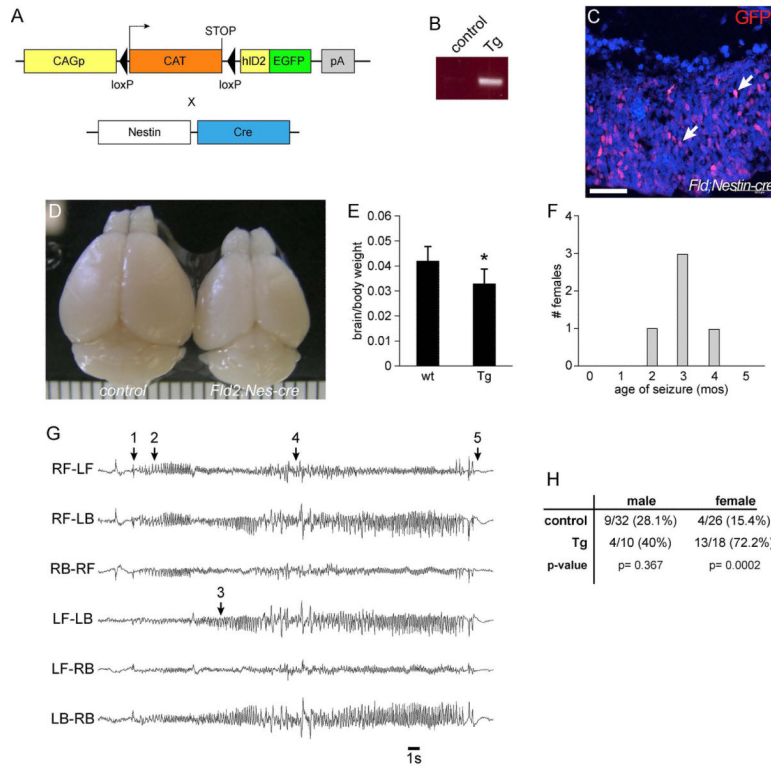 A
STOP
CAGp
CAT
hID2
EGFP
pA
loxP
loxP
X
Nestin
Cre
B
control
Tg
C
GFP
Fld;Nestin-cre
D
control
Fld2;Nes-cre
E
0.06
0.05
0.04
0.03
0.02
0.01
0
brain/body weight
*
wt
Tg
F
4
3
2
1
0
# females
0 1 2 3 4 5
age of seizure (mos)
G
1 2 4 5
RF-LF
RF-LB
RB-RF
3
LF-LB
LF-RB
LB-RB
1s
H
male female
control 9/32 (28.1%) 4/26 (15.4%)
Tg 4/10 (40%) 13/18 (72.2%)
p-value p= 0.367 p= 0.0002